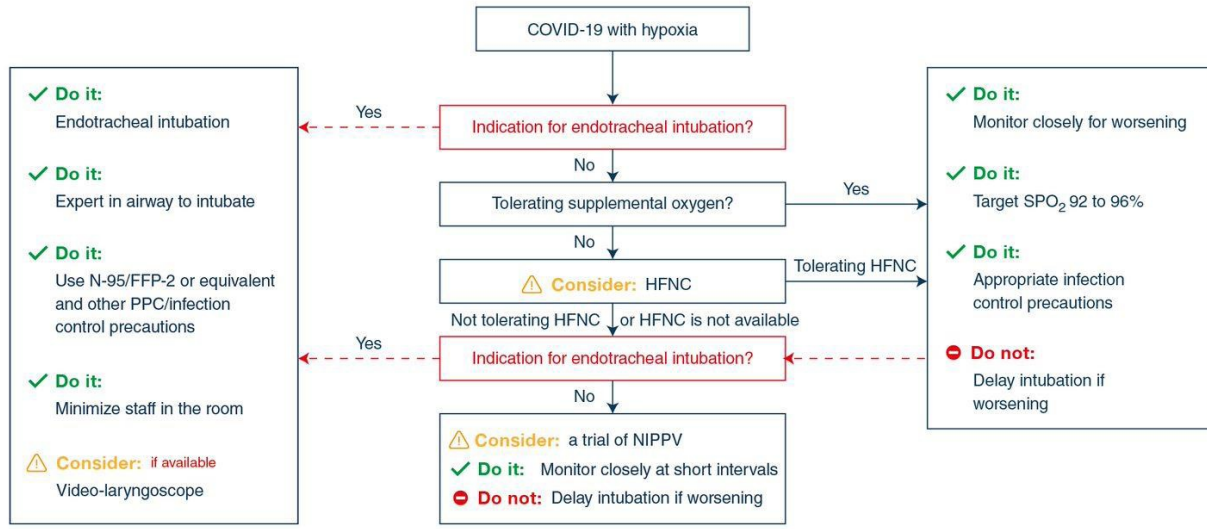 COVID-19 with hypoxia
Indication for endotracheal intubation?
Yes
No
Tolerating supplemental oxygen?
Yes
No
Consider: HFNC
Tolerating HFNC
Not tolerating HFNC or HFNC is not available
Indication for endotracheal intubation?
Yes
No
Consider: a trial of NIPPV
Do it: Monitor closely at short intervals
Do not: Delay intubation if worsening
Do it:
Endotracheal intubation
Do it:
Expert in airway to intubate
Do it:
Use N-95/FFP-2 or equivalent
and other PPC/infection
control precautions
Do it:
Minimize staff in the room
Consider: if available
Video-laryngoscope
Do it:
Monitor closely for worsening
Do it:
Target SPO₂ 92 to 96%
Do it:
Appropriate infection
control precautions
Do not:
Delay intubation if
worsening